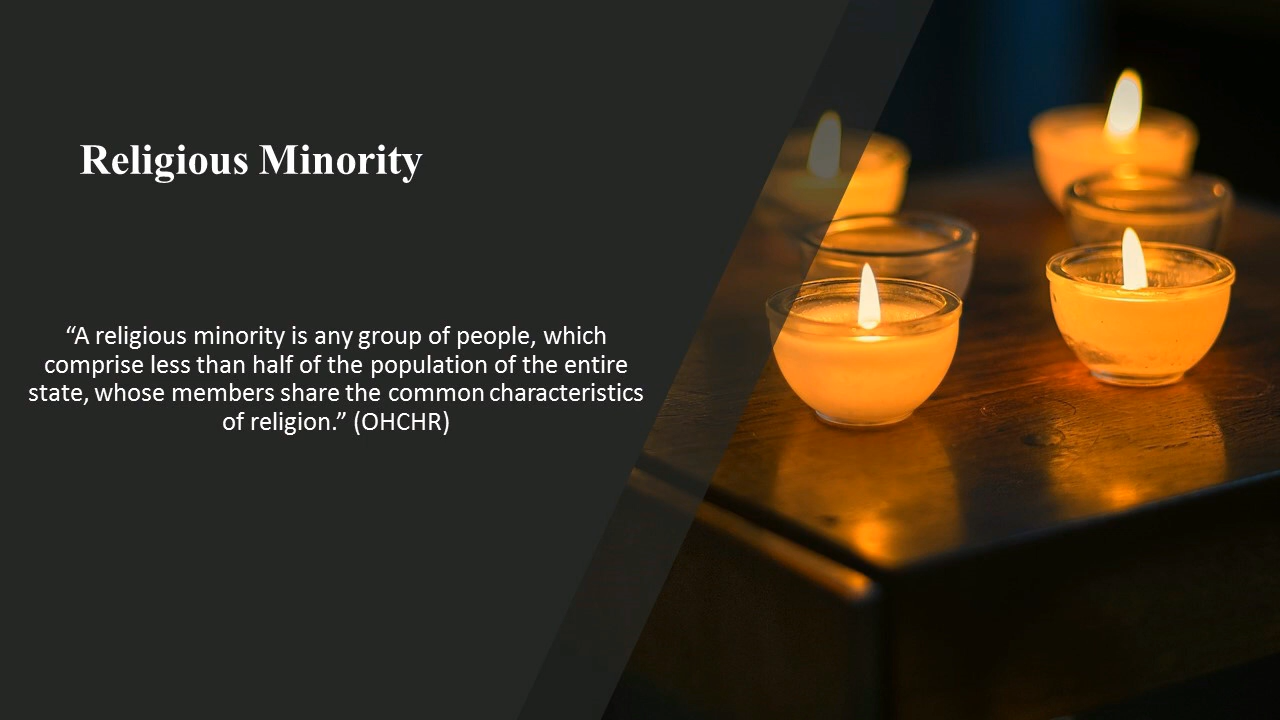 Religious Minority
“A religious minority is any group of people, which
comprise less than half of the population of the entire
state, whose members share the common characteristics
of religion.” (OHCHR)